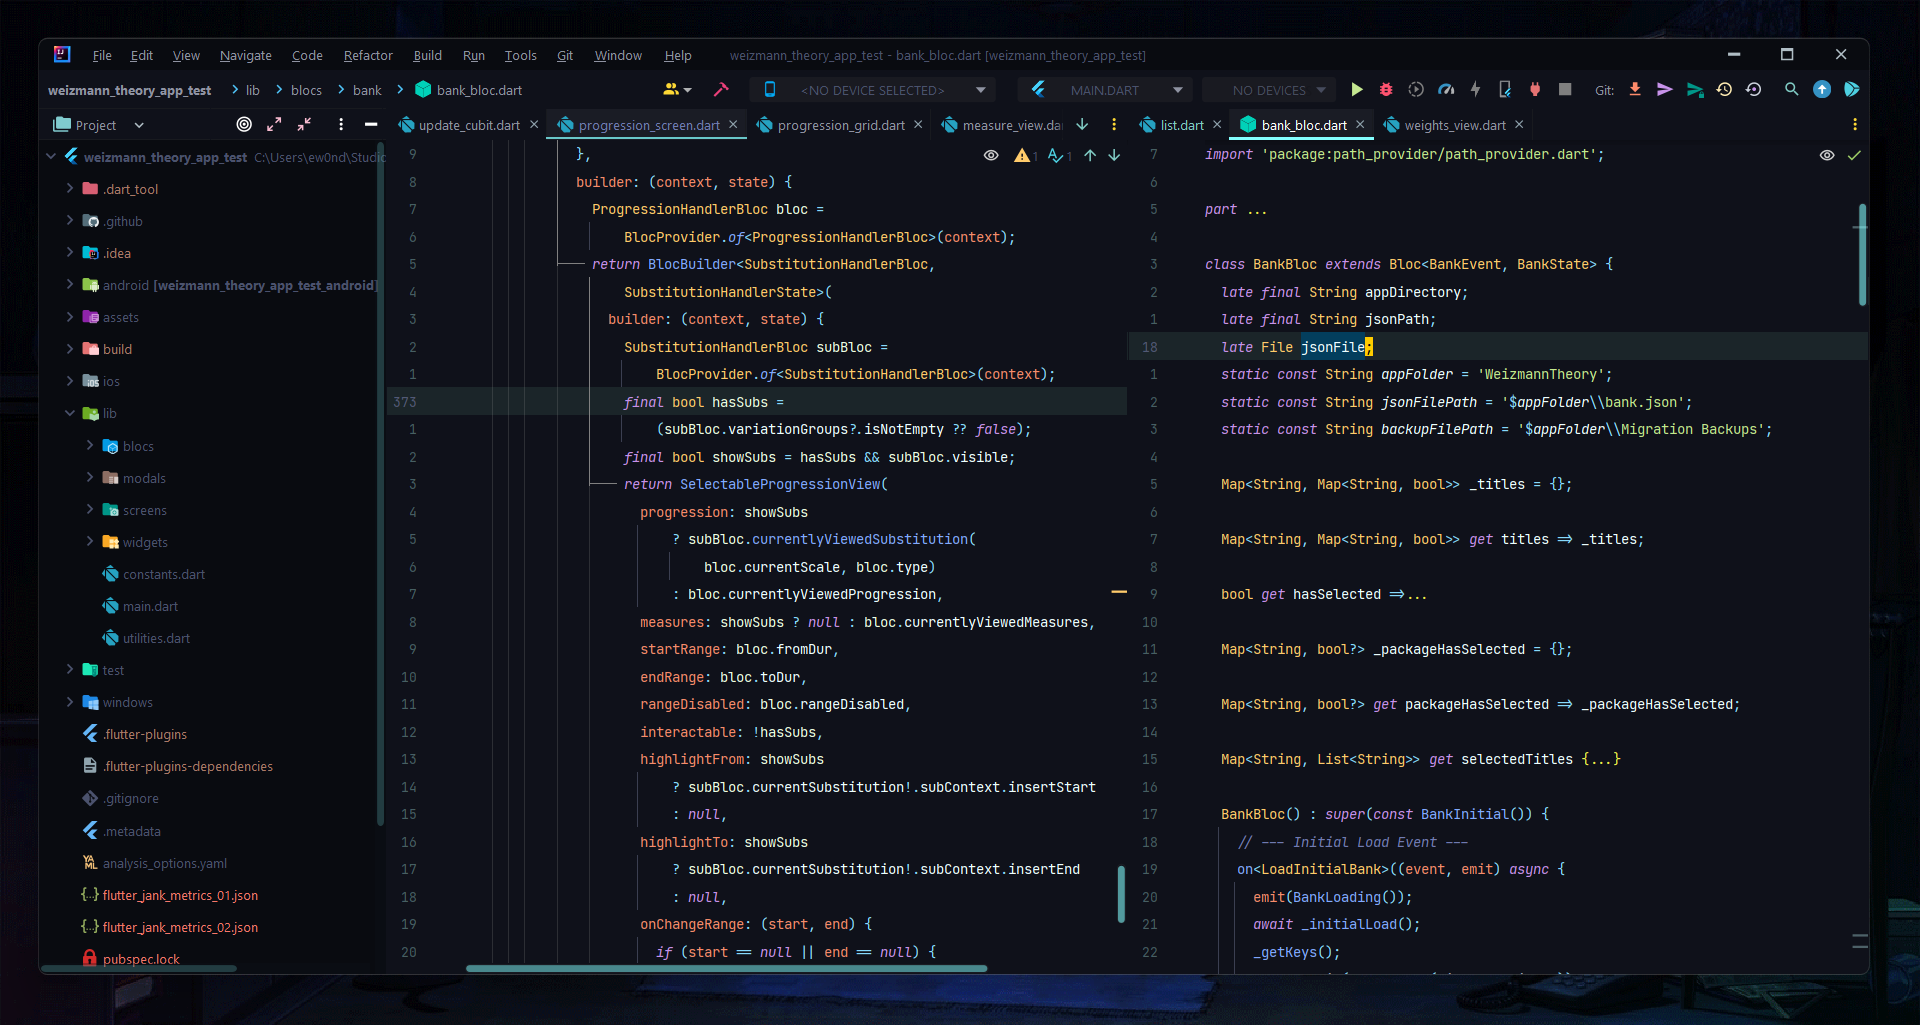 File Edit View Navigate Code Refactor Build Run Tools Git Window Help weizmann_theory_app_test - bank_bloc.dart [weizmann_theory_app_test]
weizmann_theory_app_test lib blocs bank bank_bloc.dart <NO DEVICE SELECTED> MAIN.DART NO DEVICES Git:
Project
update_cubit.dart progression_screen.dart progression_grid.dart measure_view.da list.dart bank_bloc.dart weights_view.dart
weizmann_theory_app_test C:\Users\ew0nd\Studi
.dart_tool
.github
.idea
android [weizmann_theory_app_test_android]
assets
build
ios
lib
blocs
modals
screens
widgets
constants.dart
main.dart
utilities.dart
test
windows
.flutter-plugins
.flutter-plugins-dependencies
.gitignore
.metadata
analysis_options.yaml
flutter_jank_metrics_01.json
flutter_jank_metrics_02.json
pubspec.lock
1 1
9 },
8 builder: (context, state) {
7 ProgressionHandlerBloc bloc =
6 BlocProvider.of<ProgressionHandlerBloc>(context);
5 return BlocBuilder<SubstitutionHandlerBloc,
4 SubstitutionHandlerState>(
3 builder: (context, state) {
2 SubstitutionHandlerBloc subBloc =
1 BlocProvider.of<SubstitutionHandlerBloc>(context);
373 final bool hasSubs =
1 (subBloc.variationGroups?.isNotEmpty ?? false);
2 final bool showSubs = hasSubs && subBloc.visible;
3 return SelectableProgressionView(
4 progression: showSubs
5 ? subBloc.currentlyViewedSubstitution(
6 bloc.currentScale, bloc.type)
7 : bloc.currentlyViewedProgression,
8 measures: showSubs ? null : bloc.currentlyViewedMeasures,
9 startRange: bloc.fromDur,
10 endRange: bloc.toDur,
11 rangeDisabled: bloc.rangeDisabled,
12 interactable: !hasSubs,
13 highlightFrom: showSubs
14 ? subBloc.currentSubstitution!.subContext.insertStart
15 : null,
16 highlightTo: showSubs
17 ? subBloc.currentSubstitution!.subContext.insertEnd
18 : null,
19 onChangeRange: (start, end) {
20 if (start == null || end == null) {
7 import 'package:path_provider/path_provider.dart';
6
5 part ...
4
3 class BankBloc extends Bloc<BankEvent, BankState> {
2 late final String appDirectory;
1 late final String jsonPath;
18 late File jsonFile;
1 static const String appFolder = 'WeizmannTheory';
2 static const String jsonFilePath = '$appFolder\\bank.json';
3 static const String backupFilePath = '$appFolder\\Migration Backups';
4
5 Map<String, Map<String, bool>> _titles = {};
6
7 Map<String, Map<String, bool>> get titles => _titles;
8
9 bool get hasSelected =>...
10
11 Map<String, bool?> _packageHasSelected = {};
12
13 Map<String, bool?> get packageHasSelected => _packageHasSelected;
14
15 Map<String, List<String>> get selectedTitles {...}
16
17 BankBloc() : super(const BankInitial()) {
18 // --- Initial Load Event ---
19 on<LoadInitialBank>((event, emit) async {
20 emit(BankLoading());
21 await _initialLoad();
22 _getKeys();